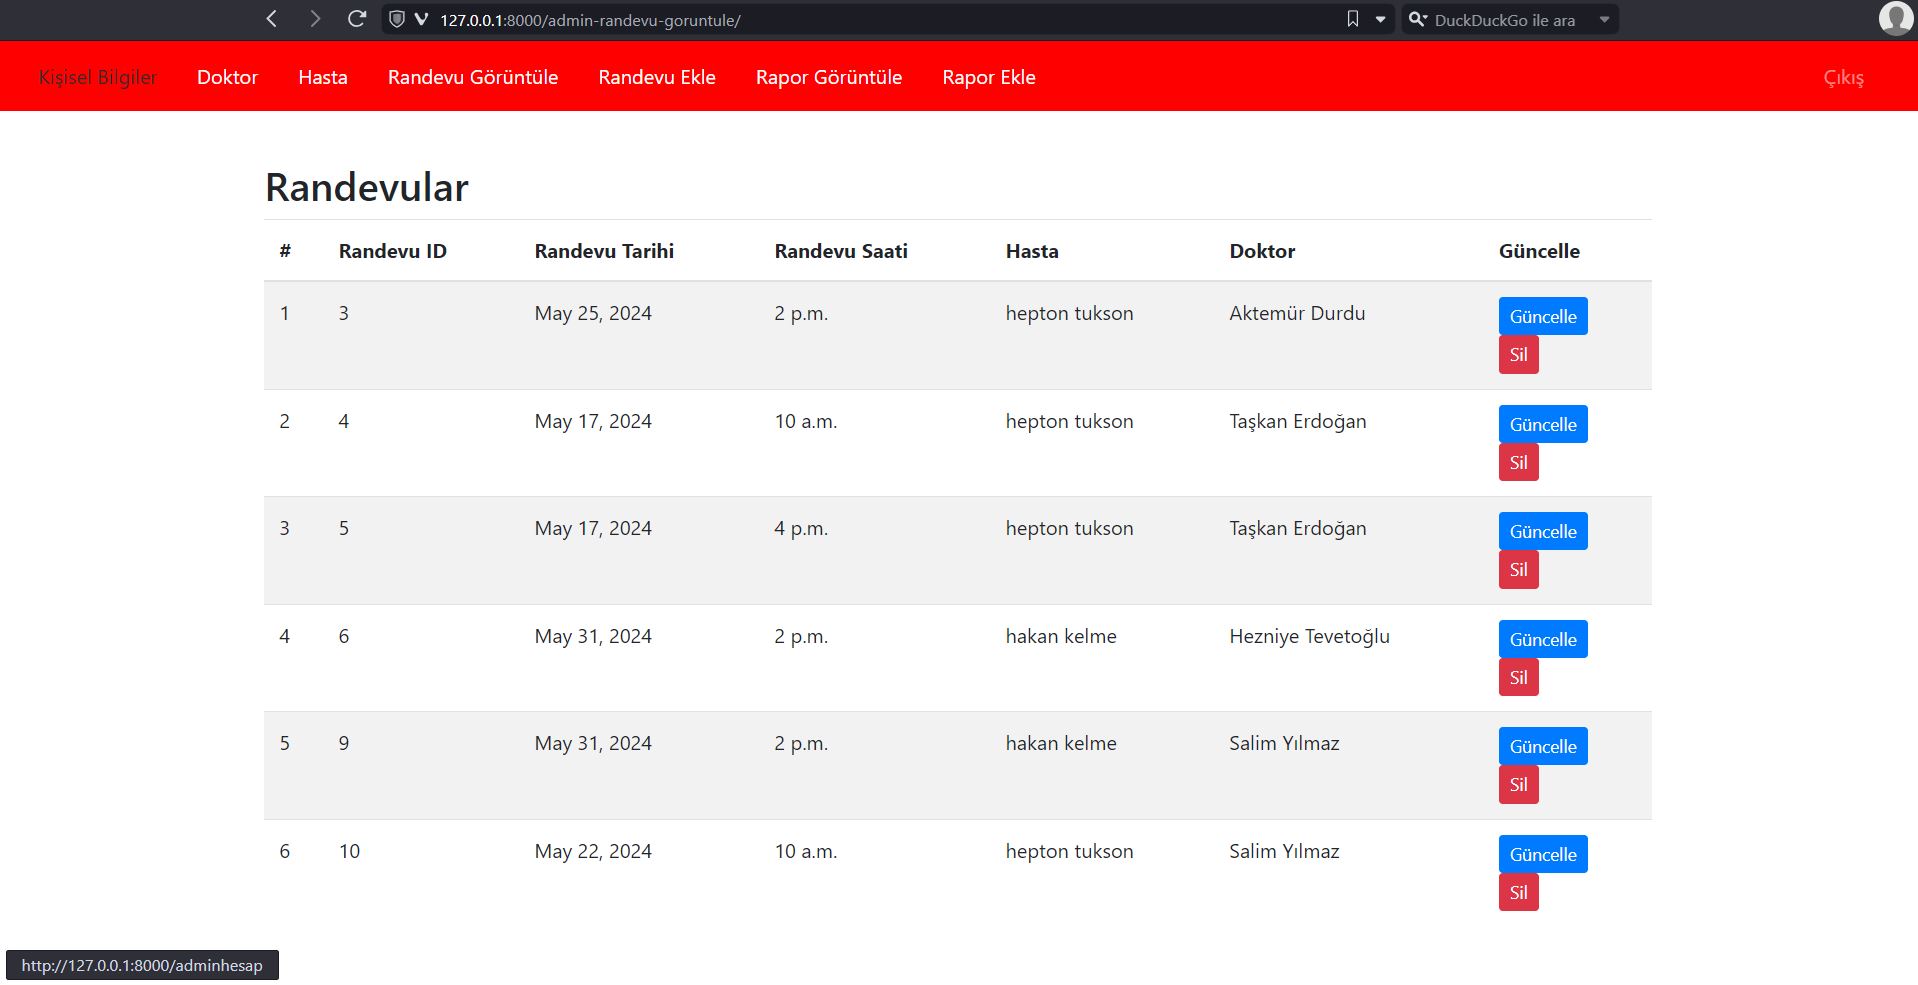 127.0.0.1:8000/admin-randevu-goruntule/ DuckDuckGo ile ara
Kişisel Bilgiler Doktor Hasta Randevu Görüntüle Randevu Ekle Rapor Görüntüle Rapor Ekle Çıkış
Randevular
# Randevu ID Randevu Tarihi Randevu Saati Hasta Doktor Güncelle
1 3 May 25, 2024 2 p.m. hepton tukson Aktemür Durdu Güncelle
Sil
2 4 May 17, 2024 10 a.m. hepton tukson Taşkan Erdoğan Güncelle
Sil
3 5 May 17, 2024 4 p.m. hepton tukson Taşkan Erdoğan Güncelle
Sil
4 6 May 31, 2024 2 p.m. hakan kelme Hezniye Tevetoğlu Güncelle
Sil
5 9 May 31, 2024 2 p.m. hakan kelme Salim Yılmaz Güncelle
Sil
6 10 May 22, 2024 10 a.m. hepton tukson Salim Yılmaz Güncelle
Sil
http://127.0.0.1:8000/adminhesap